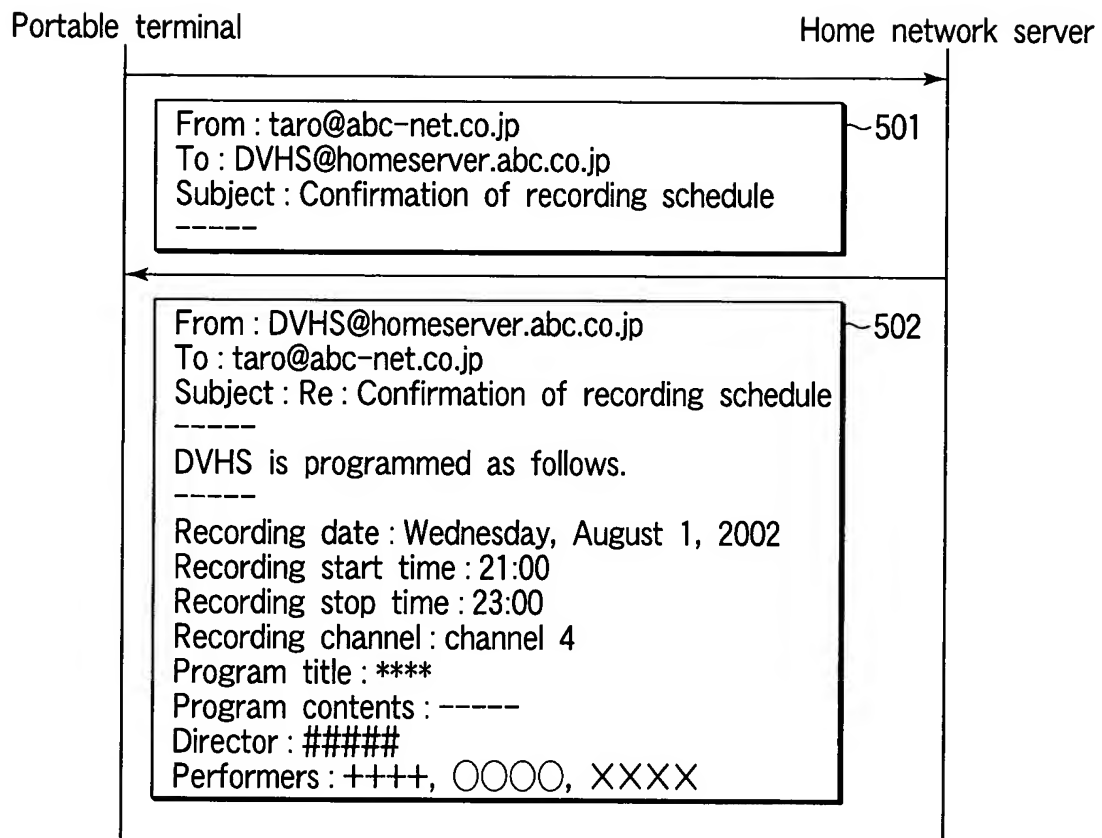 Portable terminal
Home network server
From : taro@abc-net.co.jp
To : DVHS@homeserver.abc.co.jp
Subject : Confirmation of recording schedule
-----
501
From : DVHS@homeserver.abc.co.jp
To : taro@abc-net.co.jp
Subject : Re : Confirmation of recording schedule
-----
DVHS is programmed as follows.
-----
Recording date : Wednesday, August 1, 2002
Recording start time : 21:00
Recording stop time : 23:00
Recording channel : channel 4
Program title : ****
Program contents : -----
Director : #####
Performers : ++++, ○○○○, ××××
502